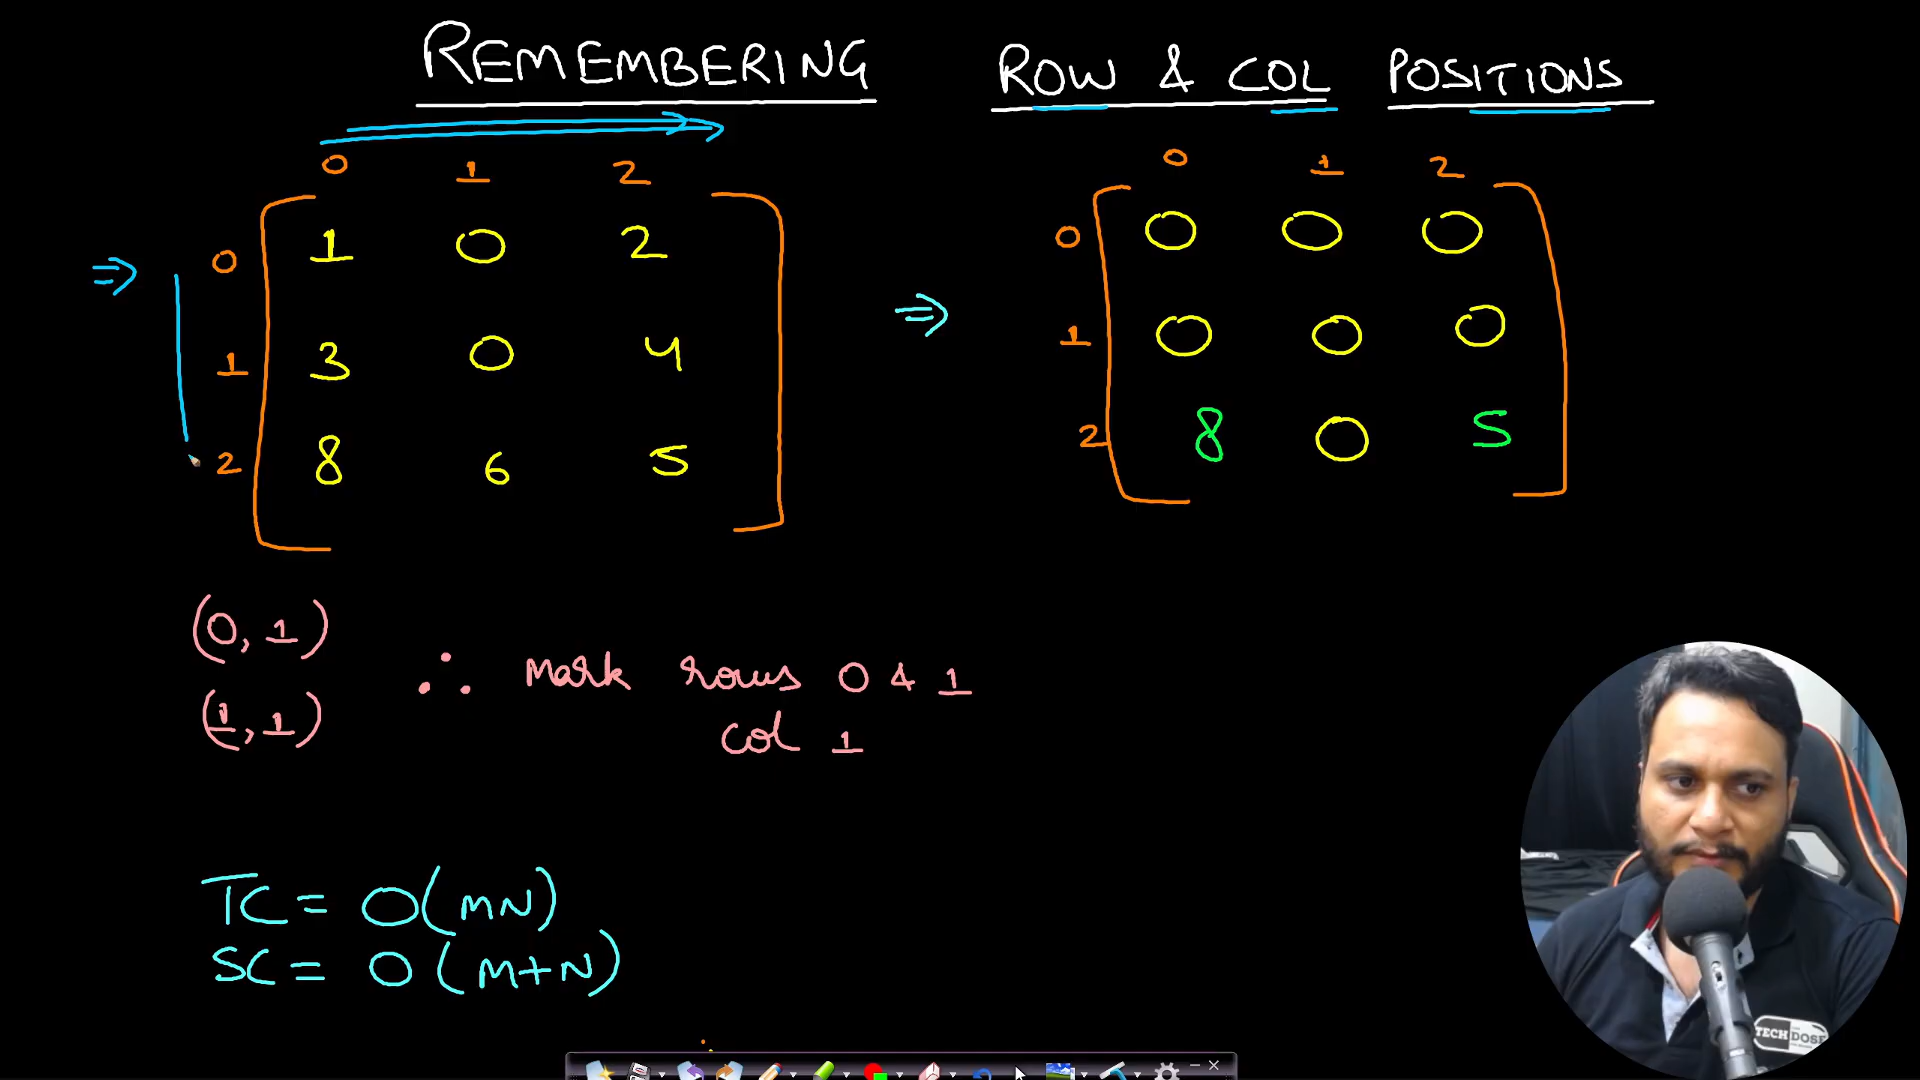 REMEMBERING ROW & COL POSITIONS
0 1 2
0 1 0 2
1 3 0 4
2 8 6 5
0 1 2
0 0 0 0
1 0 0 0
2 8 0 5
⇒
⇒
(0, 1)
(1, 1)
∴ Mark rows 0 & 1
col 1
TC = O(MN)
SC = O(M+N)
TECH DOSE